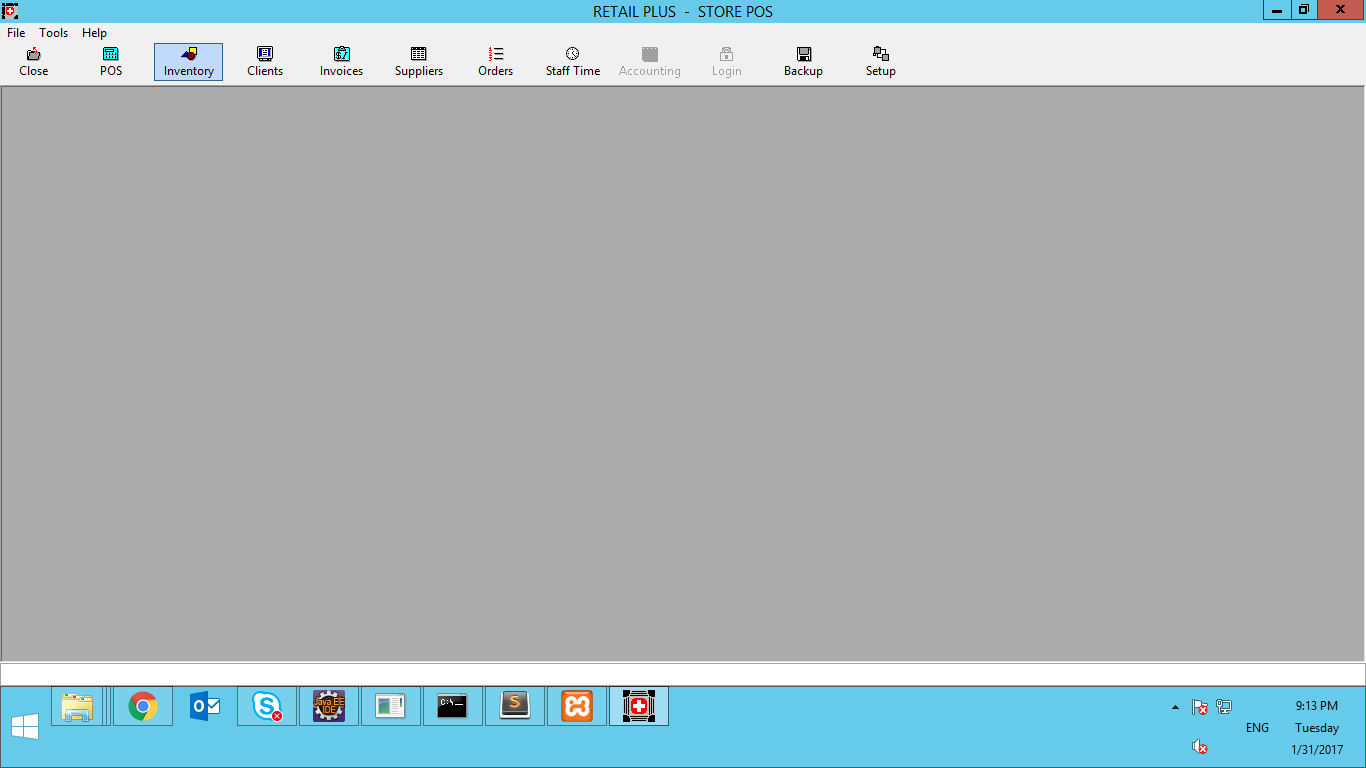 RETAIL PLUS - STORE POS
File Tools Help
Close POS Inventory Clients Invoices Suppliers Orders Staff Time Accounting Login Backup Setup
Java EE
IDE
C:\
S
9:13 PM
ENG Tuesday
1/31/2017